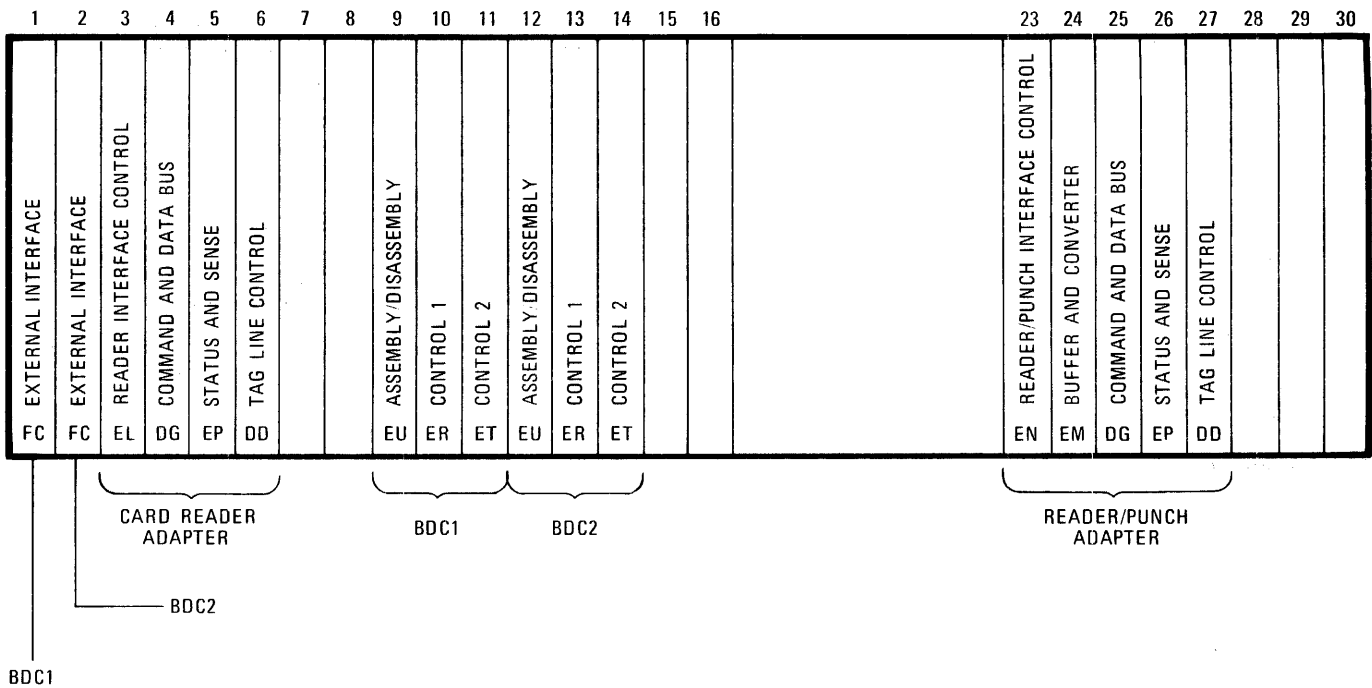 1 2 3 4 5 6 7 8 9 10 11 12 13 14 15 16 23 24 25 26 27 28 29 30
EXTERNAL INTERFACE
EXTERNAL INTERFACE
READER INTERFACE CONTROL
COMMAND AND DATA BUS
STATUS AND SENSE
TAG LINE CONTROL
ASSEMBLY/DISASSEMBLY
CONTROL 1
CONTROL 2
ASSEMBLY/DISASSEMBLY
CONTROL 1
CONTROL 2
READER/PUNCH INTERFACE CONTROL
BUFFER AND CONVERTER
COMMAND AND DATA BUS
STATUS AND SENSE
TAG LINE CONTROL
FC FC EL DG EP DD EU ER ET EU ER ET EN EM DG EP DD
CARD READER
ADAPTER
BDC1
BDC2
READER/PUNCH
ADAPTER
BDC2
BDC1